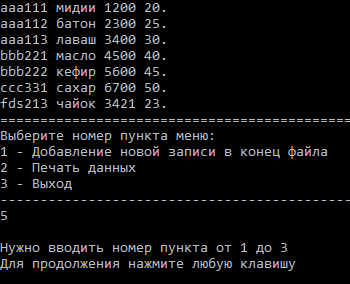 aaa111 мидии 1200 20.
aaa112 батон 2300 25.
aaa113 лаваш 3400 30.
bbb221 масло 4500 40.
bbb222 кефир 5600 45.
ccc331 сахар 6700 50.
fds213 чайок 3421 23.
============================================
Выберите номер пункта меню:
1 - Добавление новой записи в конец файла
2 - Печать данных
3 - Выход
--------------------------------------------
5
Нужно вводить номер пункта от 1 до 3
Для продолжения нажмите любую клавишу